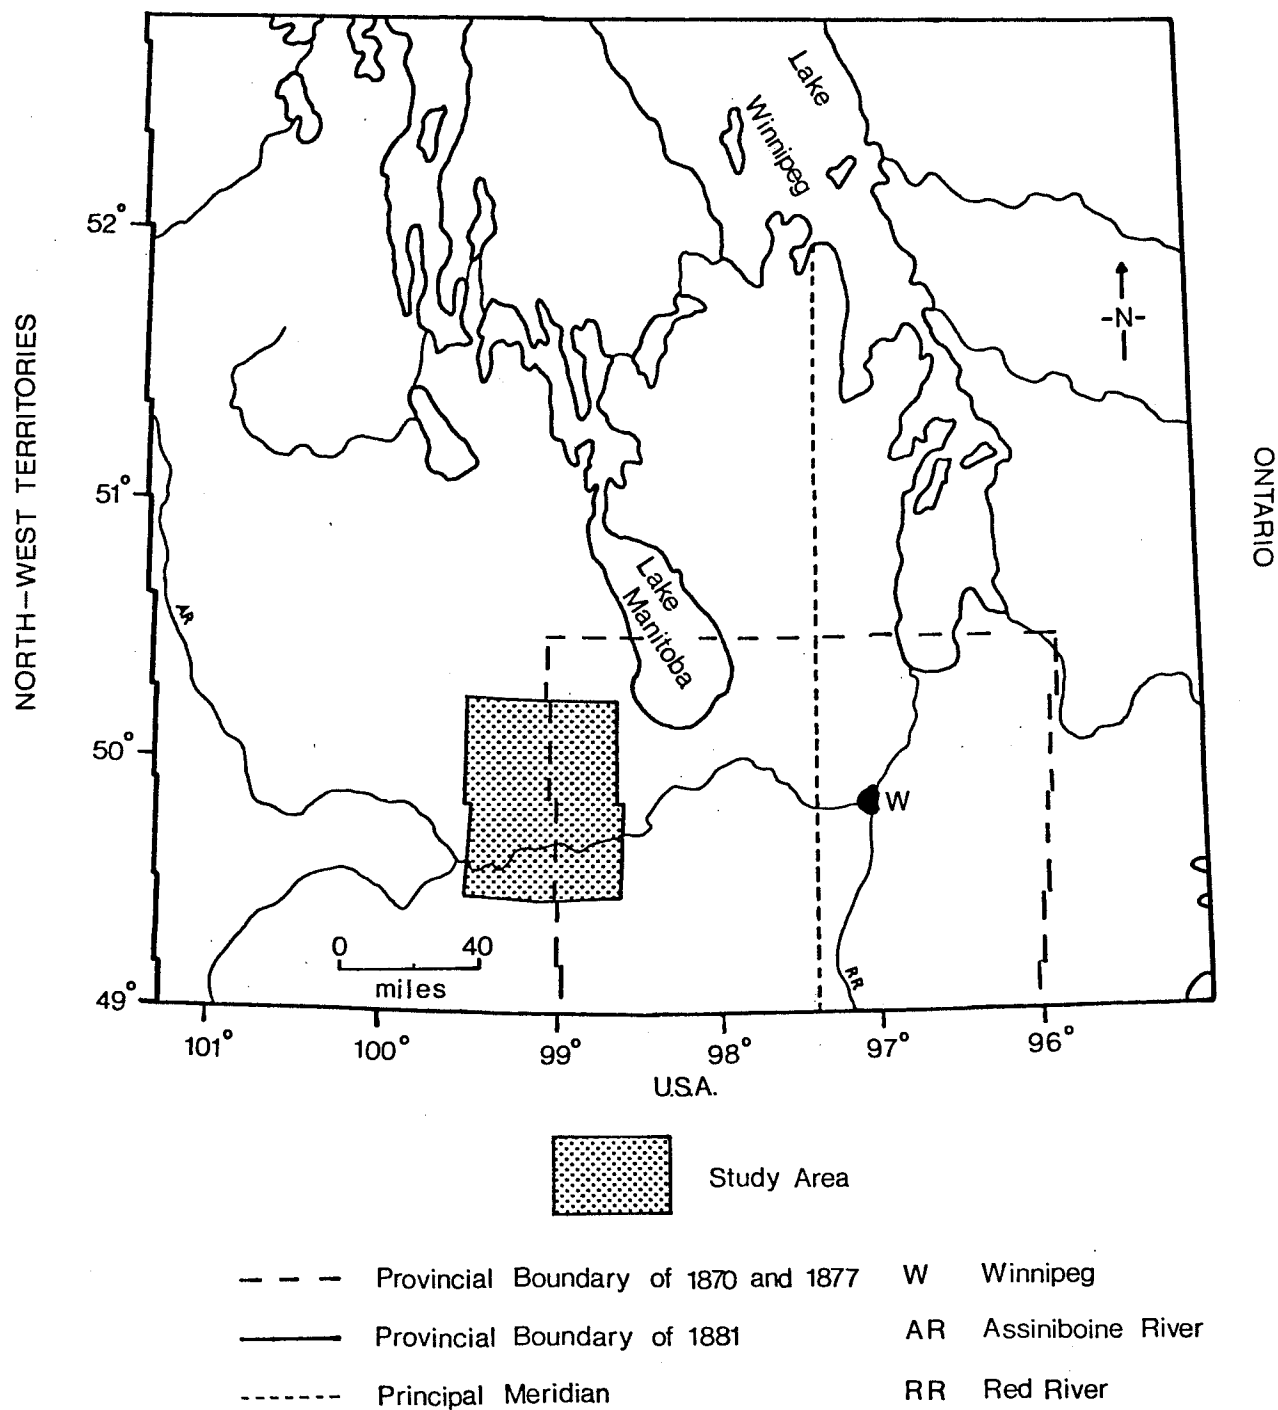 Lake
Winnipeg
52°
-N-
NORTH-WEST TERRITORIES
51°
ONTARIO
AR
Lake
Manitoba
50°
W
0 40
miles
RR
49°
101° 100° 99° 98° 97° 96°
U.S.A.
Study Area
Provincial Boundary of 1870 and 1877
W Winnipeg
Provincial Boundary of 1881
AR Assiniboine River
Principal Meridian
RR Red River